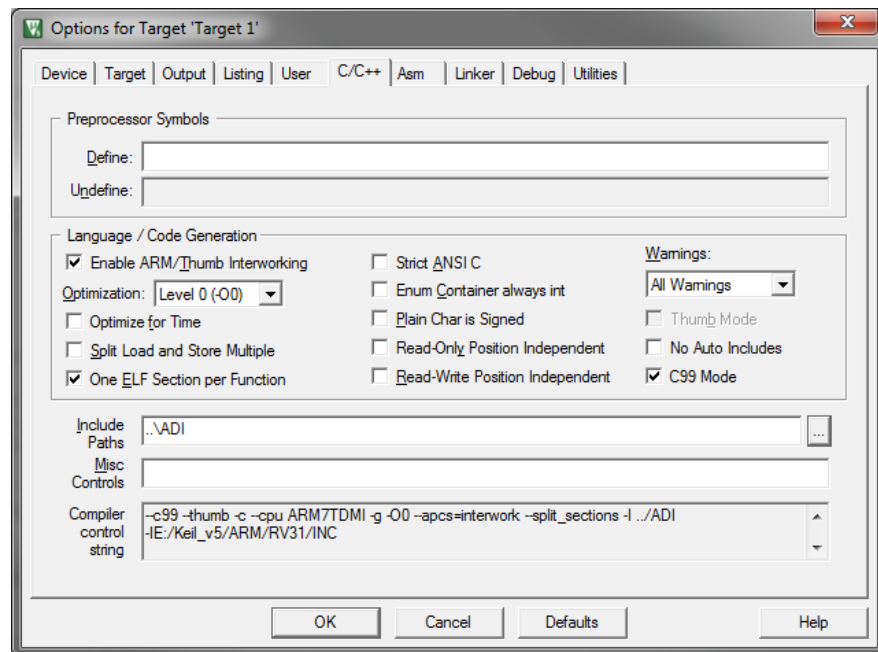 Options for Target 'Target 1'
Device Target Output Listing User C/C++ Asm Linker Debug Utilities
Preprocessor Symbols
Define:
Undefine:
Language / Code Generation
Enable ARM/Thumb Interworking
Strict ANSI C
Warnings:
Optimization: Level 0 (-O0)
Enum Container always int
All Warnings
Optimize for Time
Plain Char is Signed
Thumb Mode
Split Load and Store Multiple
Read-Only Position Independent
No Auto Includes
One ELF Section per Function
Read-Write Position Independent
C99 Mode
Include
Paths
..\ADI
...
Misc
Controls
Compiler
control
string
--c99 --thumb -c --cpu ARM7TDMI -g -O0 --apcs=interwork --split_sections -I ../ADI
-IE:/Keil_v5/ARM/RV31/INC
OK Cancel Defaults Help